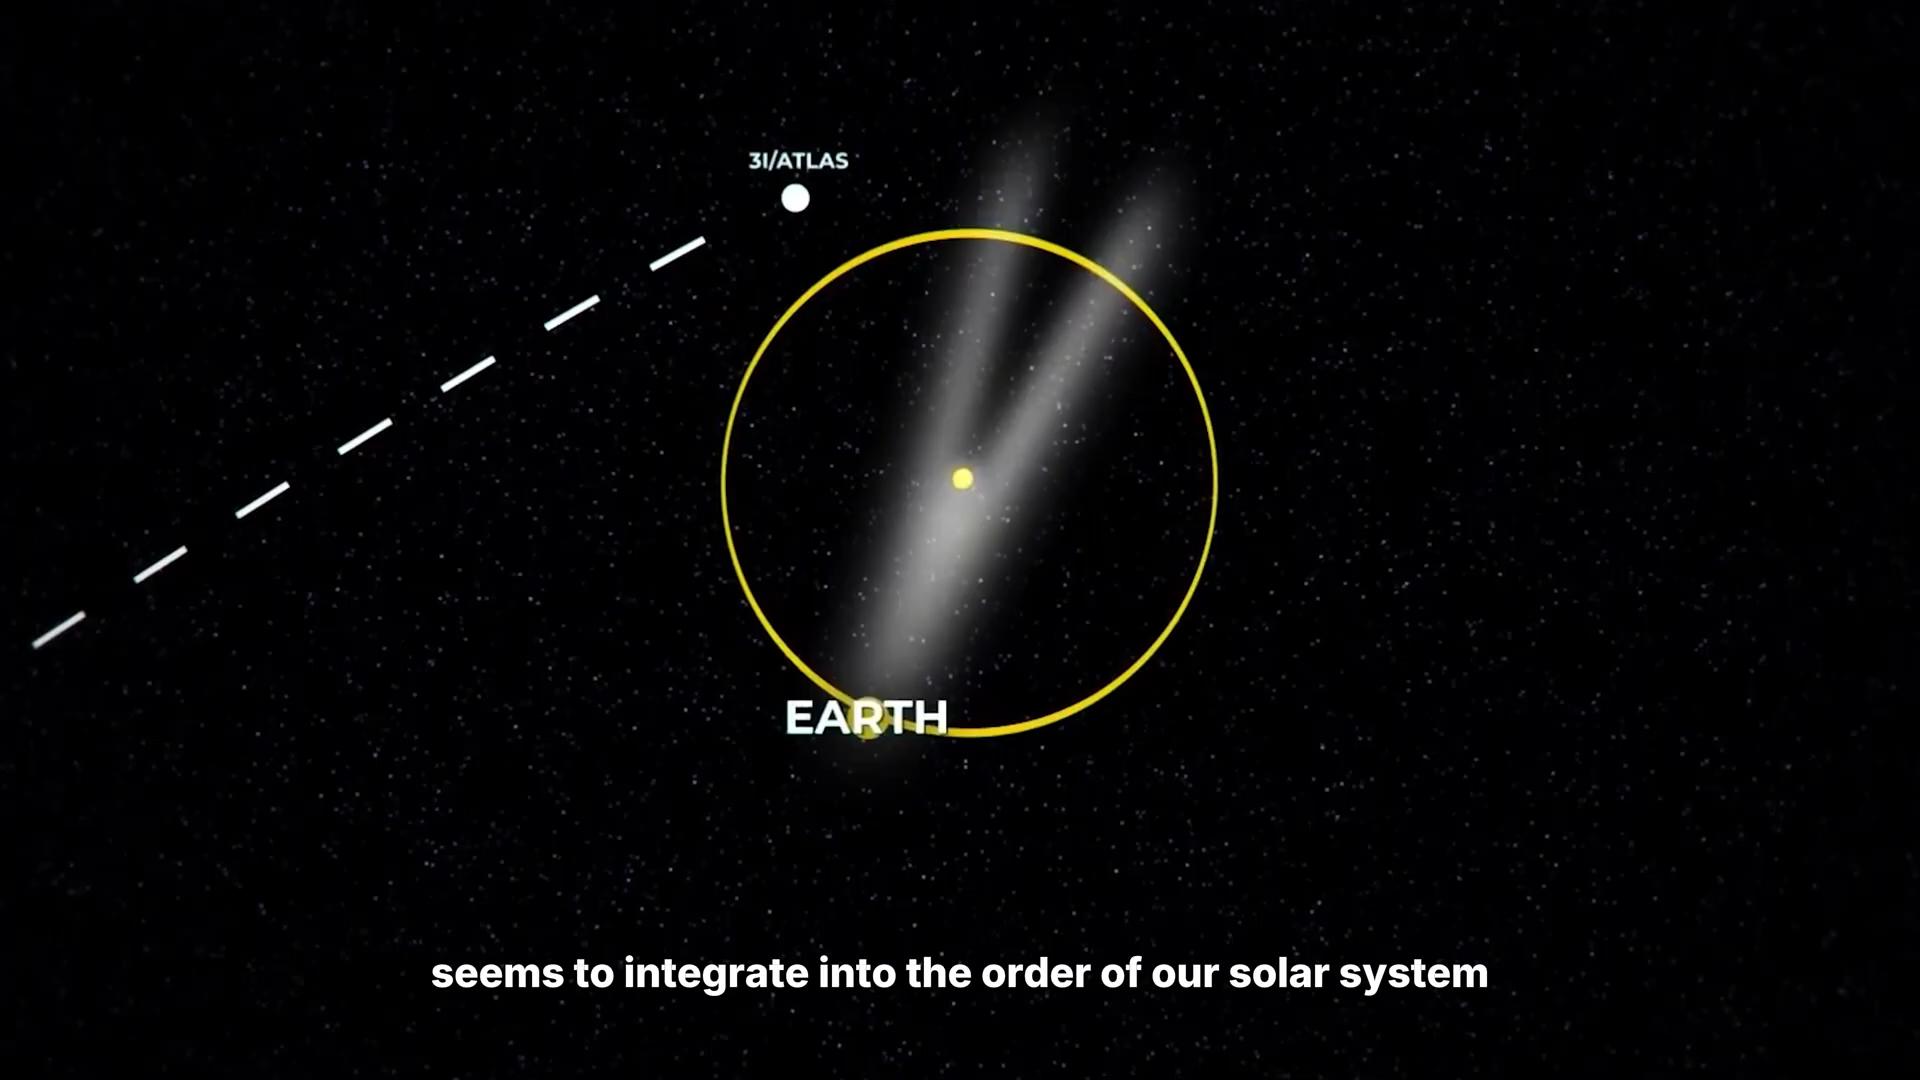 3I/ATLAS
EARTH
seems to integrate into the order of our solar system